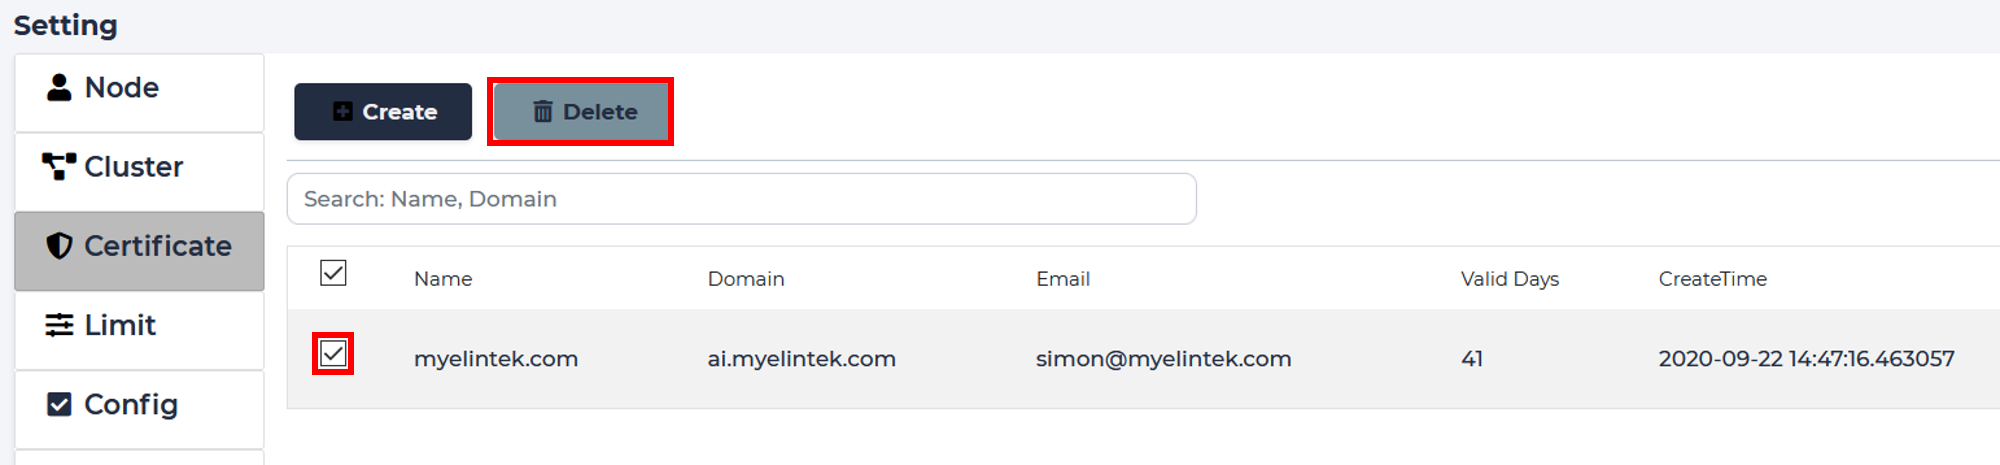 Setting
Node
Cluster
Certificate
Limit
Config
Create
Delete
Search: Name, Domain
Name Domain Email Valid Days CreateTime
myelintek.com ai.myelintek.com simon@myelintek.com 41 2020-09-22 14:47:16.463057